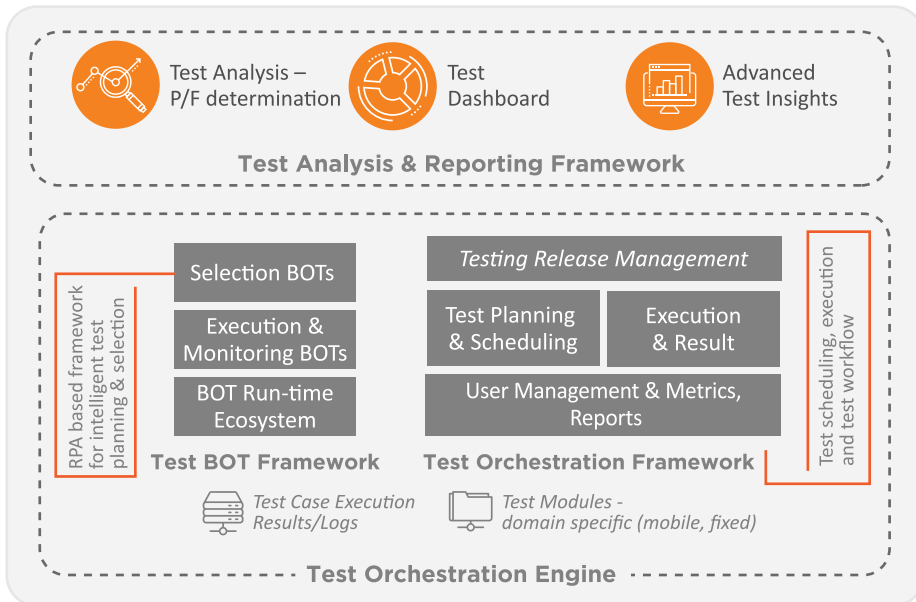 Test Analysis –
P/F determination
Test
Dashboard
Advanced
Test Insights
Test Analysis & Reporting Framework
RPA based framework
for intelligent test
planning & selection
Selection BOTs
Execution &
Monitoring BOTs
BOT Run-time
Ecosystem
Test BOT Framework
Testing Release Management
Test Planning
& Scheduling
Execution
& Result
User Management & Metrics,
Reports
Test Orchestration Framework
Test scheduling, execution
and test workflow
Test Case Execution
Results/Logs
Test Modules -
domain specific (mobile, fixed)
Test Orchestration Engine